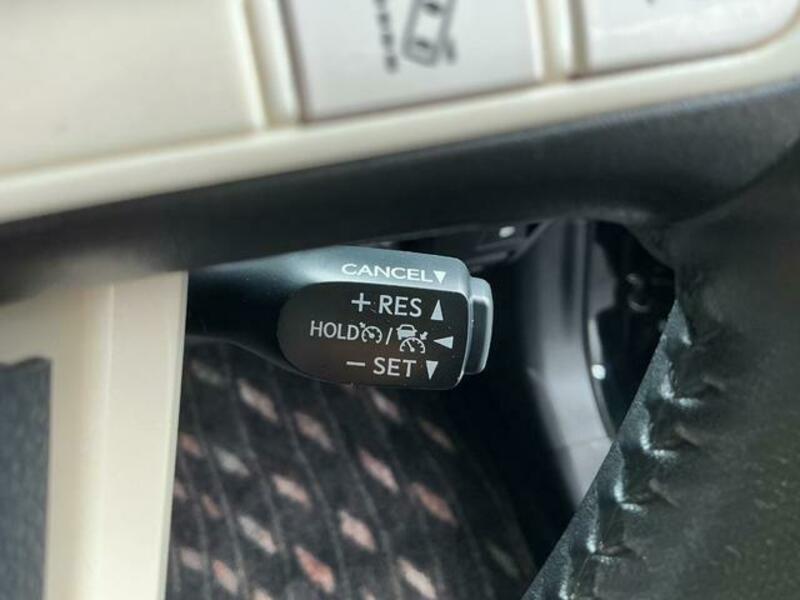 CANCEL▼
+RES▲
HOLD / ◄
−SET▼